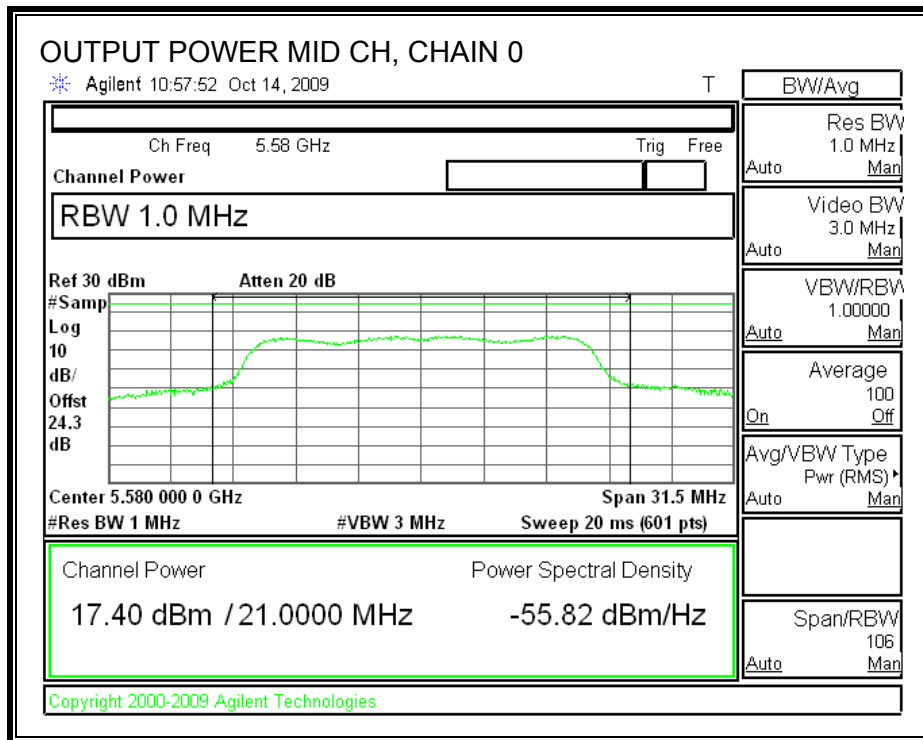 OUTPUT POWER MID CH, CHAIN 0
Agilent 10:57:52 Oct 14, 2009 T
Ch Freq 5.58 GHz Trig Free
Channel Power
RBW 1.0 MHz
Ref 30 dBm Atten 20 dB
#Samp
Log
10
dB/
Offst
24.3
dB
Center 5.580 000 0 GHz Span 31.5 MHz
#Res BW 1 MHz #VBW 3 MHz Sweep 20 ms (601 pts)
Channel Power Power Spectral Density
17.40 dBm / 21.0000 MHz -55.82 dBm/Hz
Copyright 2000-2009 Agilent Technologies
BW/Avg
Res BW
1.0 MHz
Auto Man
Video BW
3.0 MHz
Auto Man
VBW/RBW
1.00000
Auto Man
Average
100
On Off
Avg/VBW Type
Pwr (RMS)
Auto Man
Span/RBW
106
Auto Man